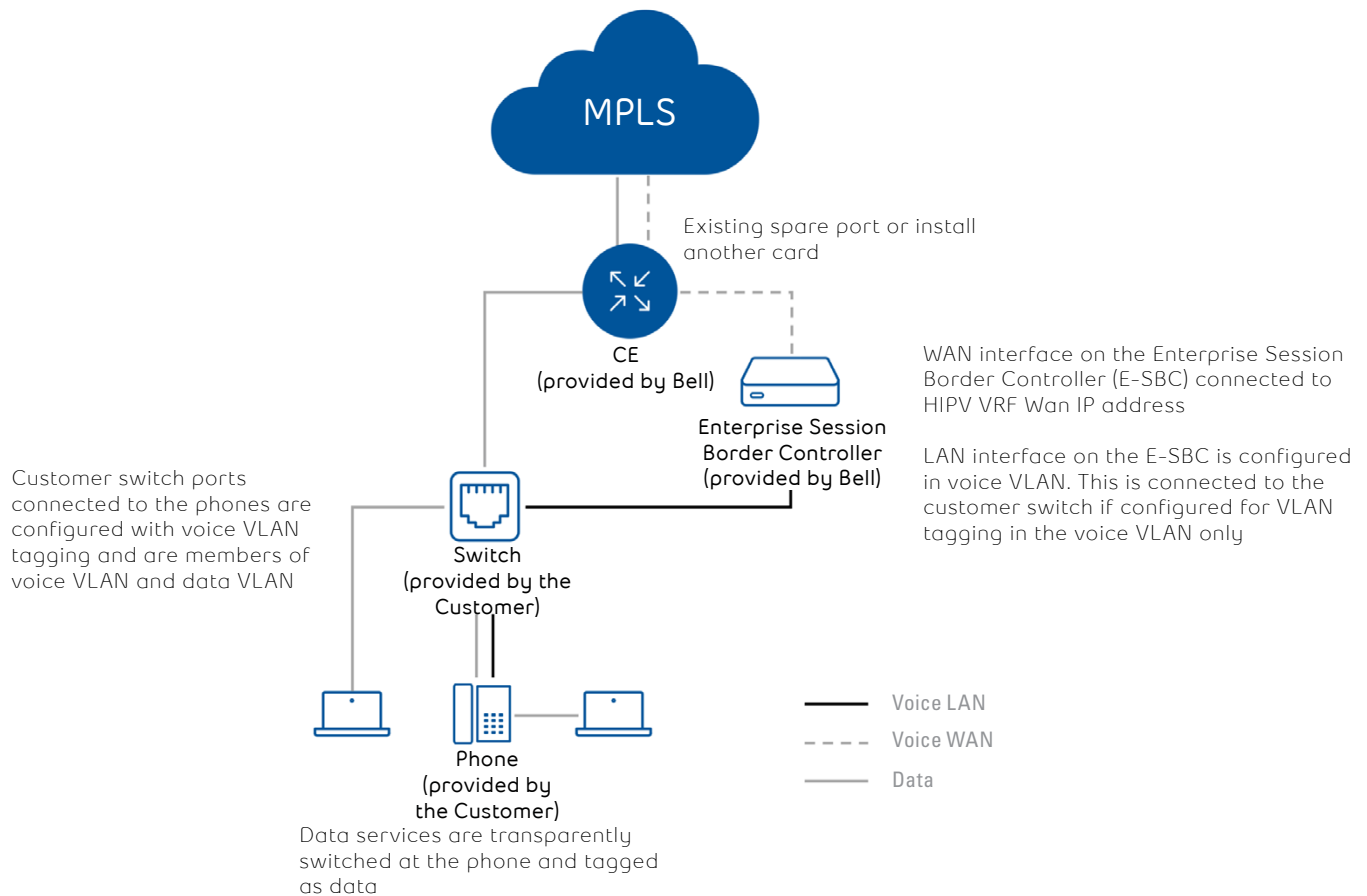 MPLS
Existing spare port or install
another card
CE
(provided by Bell)
WAN interface on the Enterprise Session
Border Controller (E-SBC) connected to
HIPV VRF Wan IP address
Enterprise Session
Border Controller
(provided by Bell)
LAN interface on the E-SBC is configured
in voice VLAN. This is connected to the
customer switch if configured for VLAN
tagging in the voice VLAN only
Customer switch ports
connected to the phones are
configured with voice VLAN
tagging and are members of
voice VLAN and data VLAN
Switch
(provided by the
Customer)
Phone
(provided by
the Customer)
Data services are transparently
switched at the phone and tagged
as data
Voice LAN
Voice WAN
Data